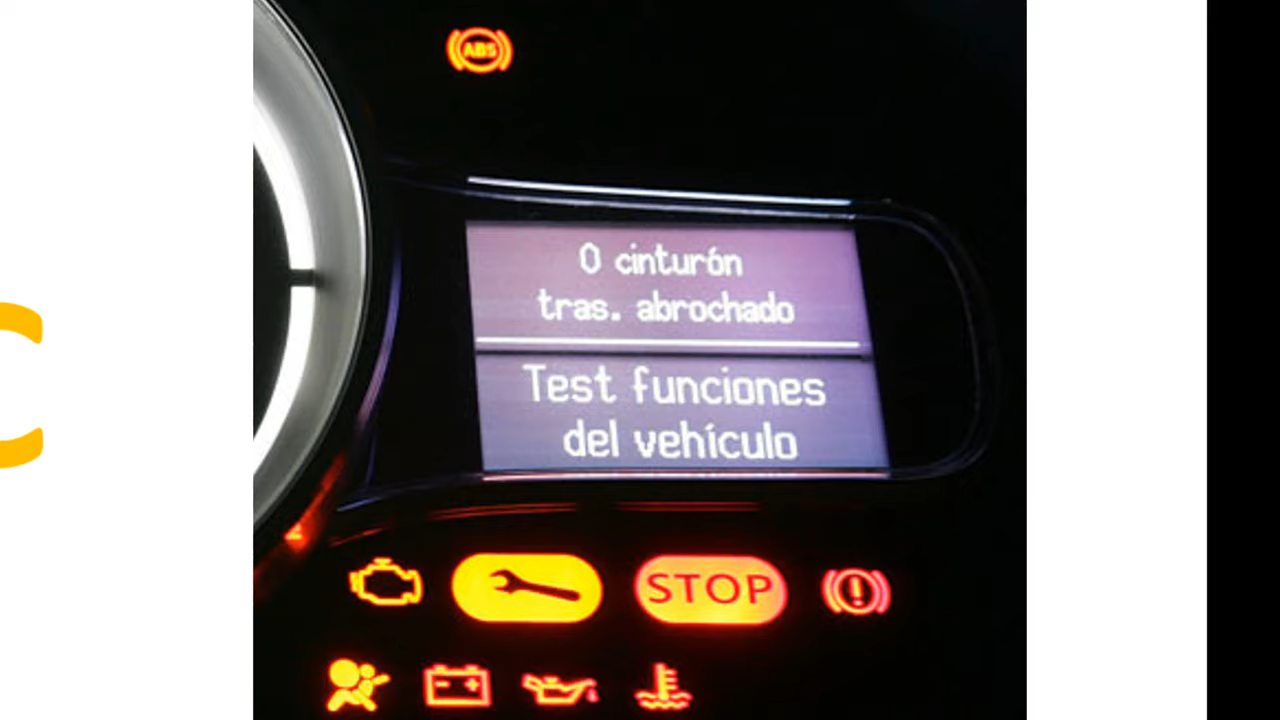 ABS
0 cinturón
tras. abrochado
Test funciones
del vehículo
STOP